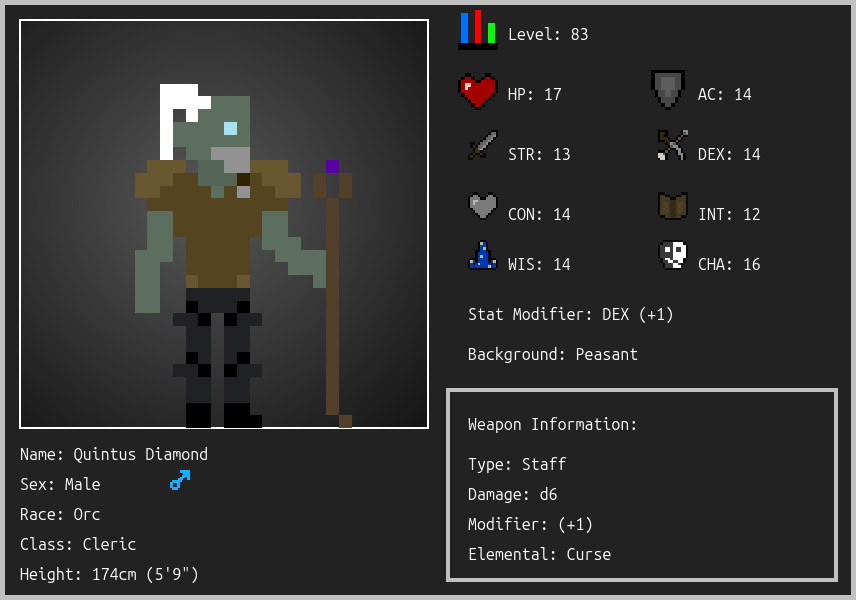 Level: 83
HP: 17
AC: 14
STR: 13
DEX: 14
CON: 14
INT: 12
WIS: 14
CHA: 16
Stat Modifier: DEX (+1)
Background: Peasant
Weapon Information:
Type: Staff
Damage: d6
Modifier: (+1)
Elemental: Curse
Name: Quintus Diamond
Sex: Male
Race: Orc
Class: Cleric
Height: 174cm (5'9")